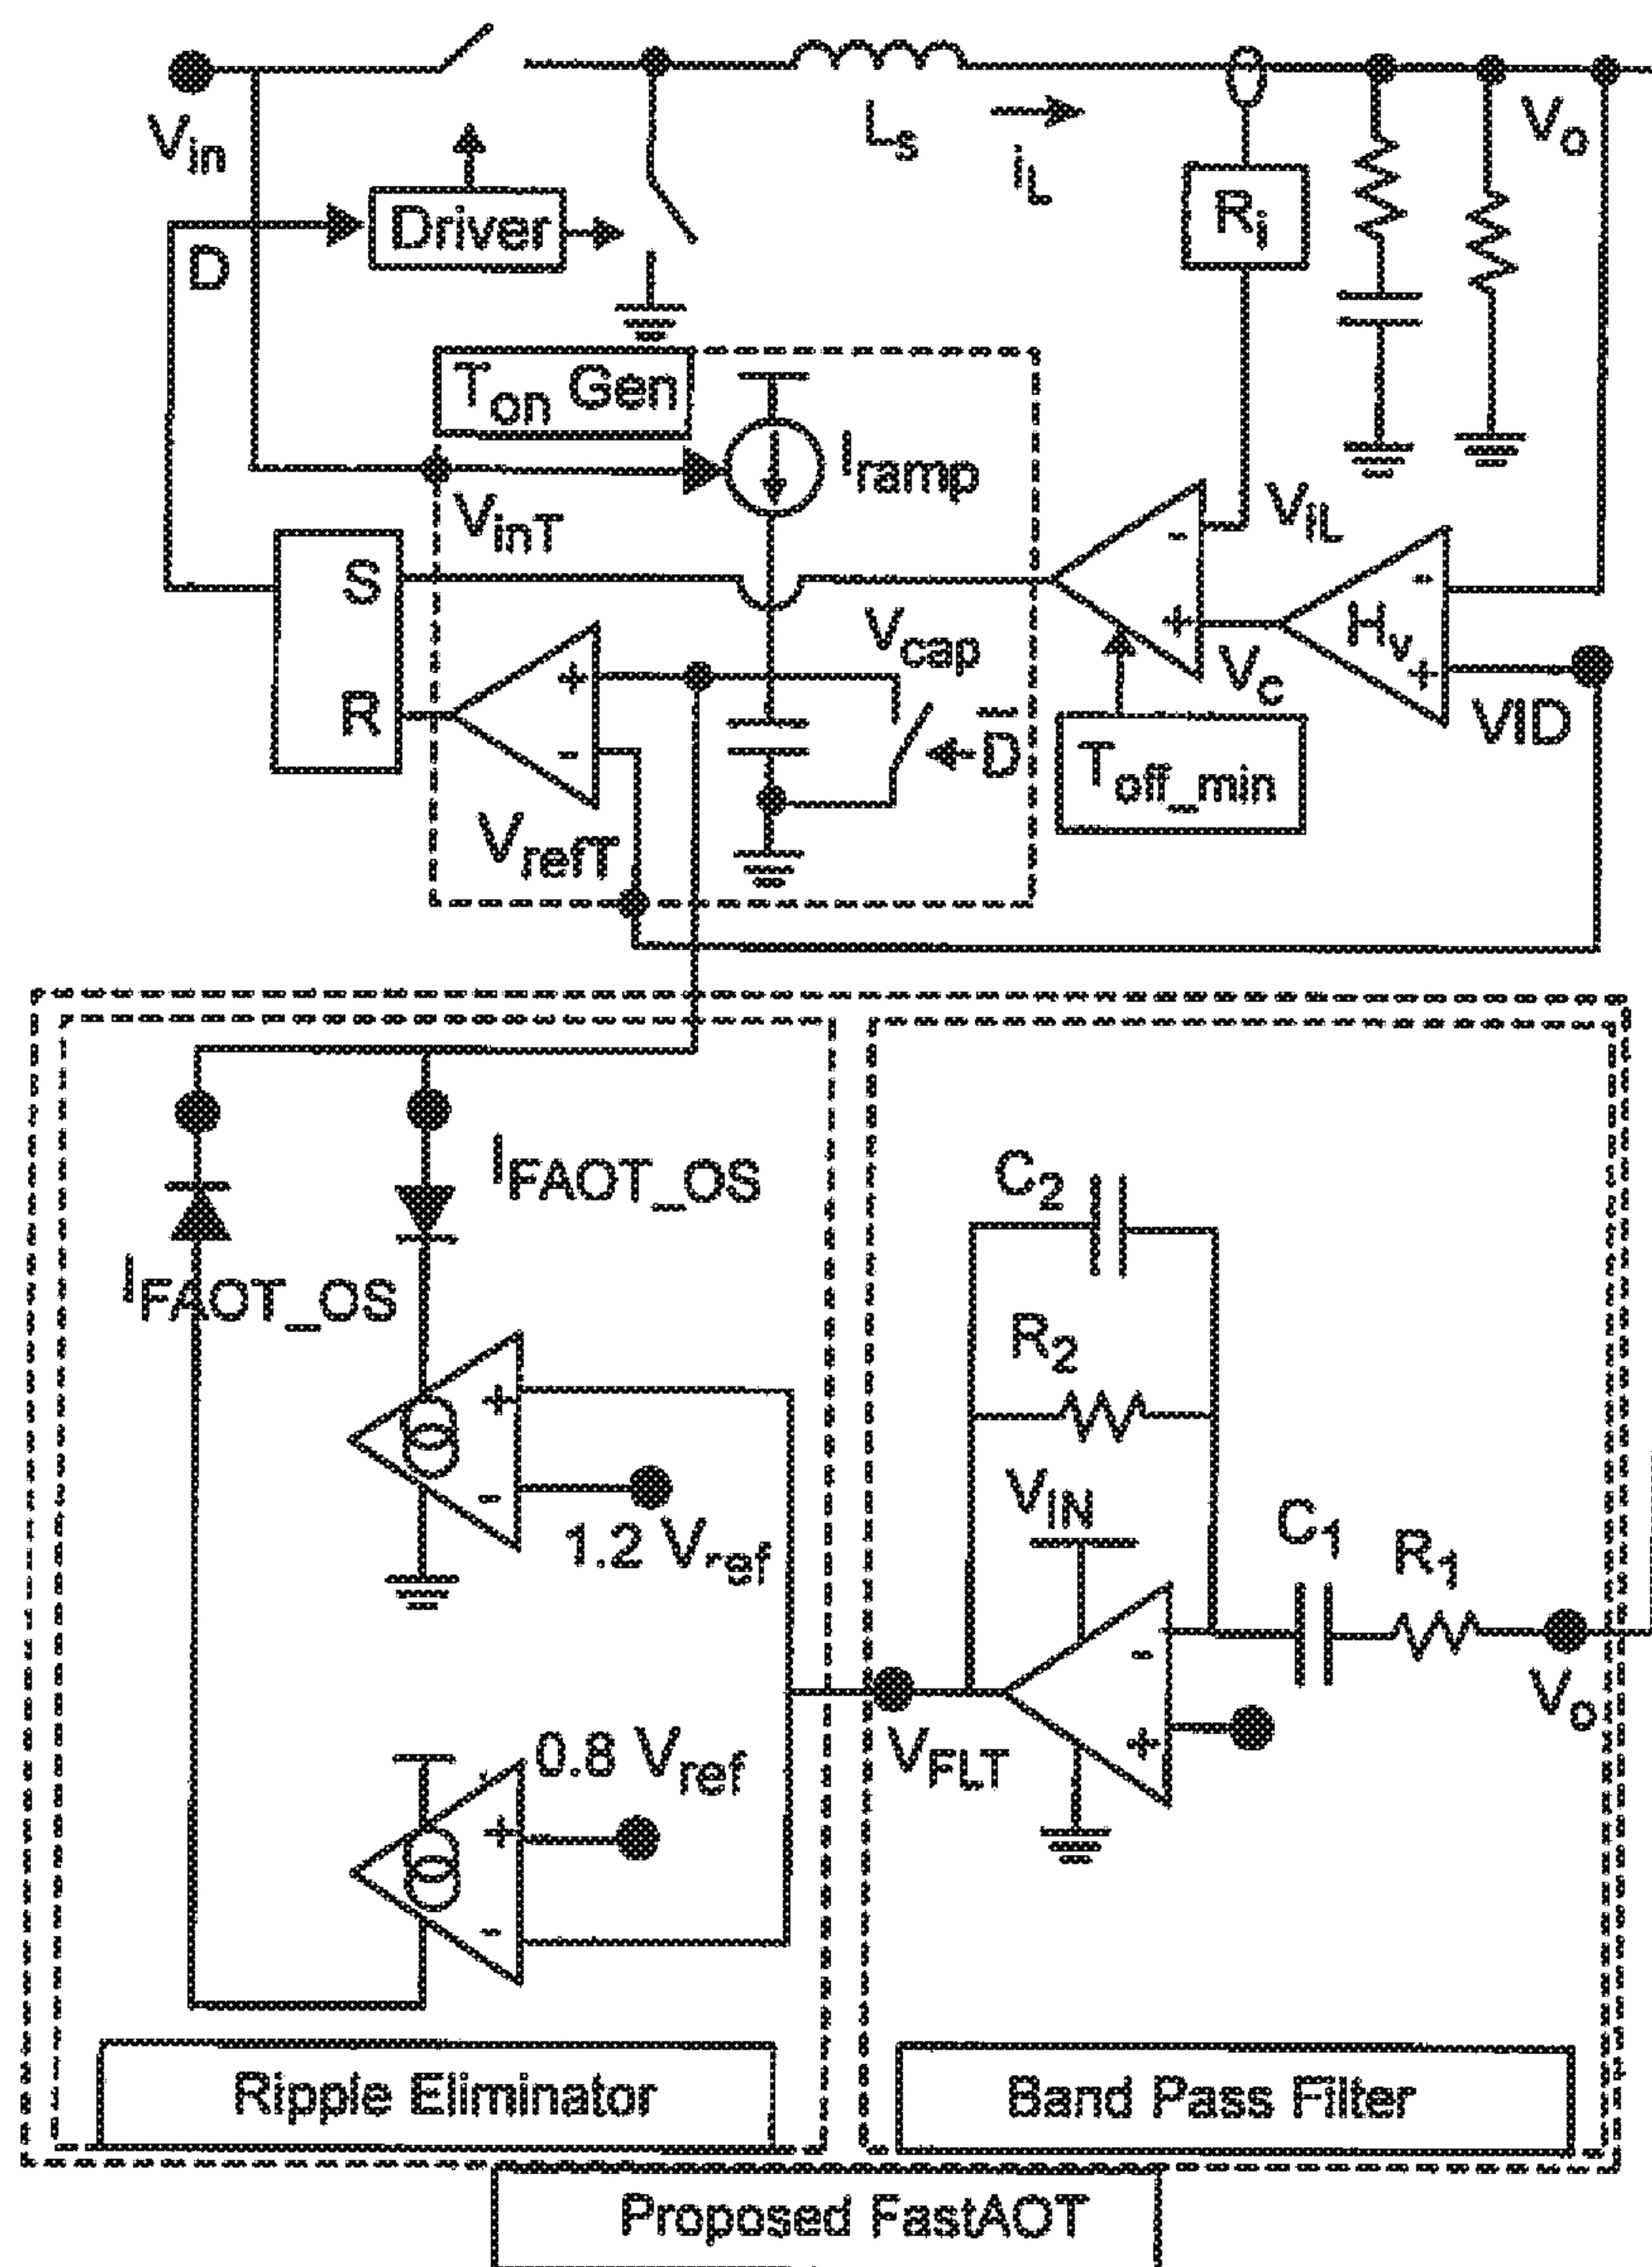 Vin
Ls
iL
VO
D
Driver
Ri
Ton Gen
Iramp
VinT
VIL
S
Vcap
Hv
+
-
R
VC
VID
D
Toff_min
VrefT
IFAOT_OS
IFAOT_OS
C2
R2
VIN
1.2 Vref
C1
R1
0.8 Vref
VFLT
Vo
Ripple Eliminator
Band Pass Filter
Proposed FastAOT